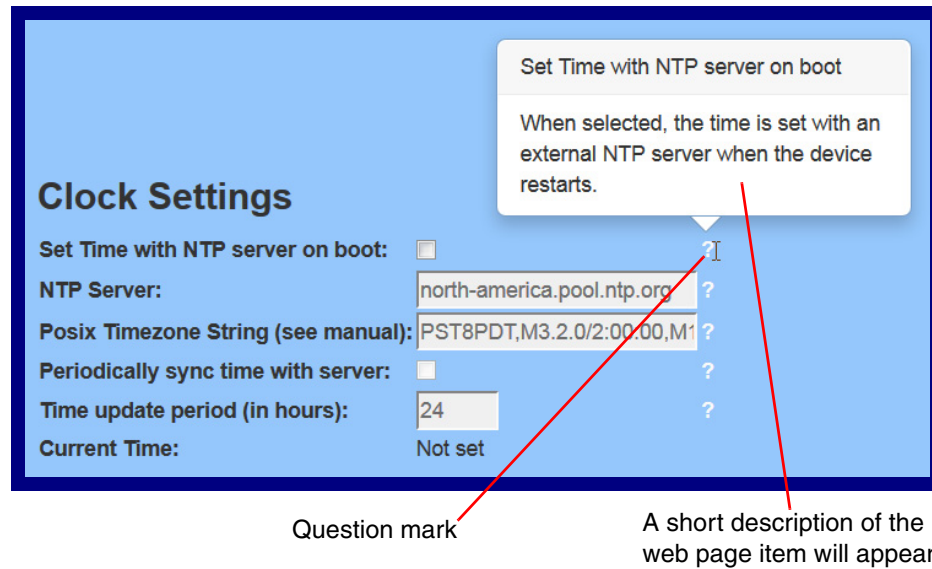 Set Time with NTP server on boot
When selected, the time is set with an
external NTP server when the device
restarts.
Clock Settings
Set Time with NTP server on boot: ?
NTP Server: north-america.pool.ntp.org ?
Posix Timezone String (see manual): PST8PDT,M3.2.0/2:00:00,M1 ?
Periodically sync time with server: ?
Time update period (in hours): 24 ?
Current Time: Not set
Question mark
A short description of the
web page item will appear